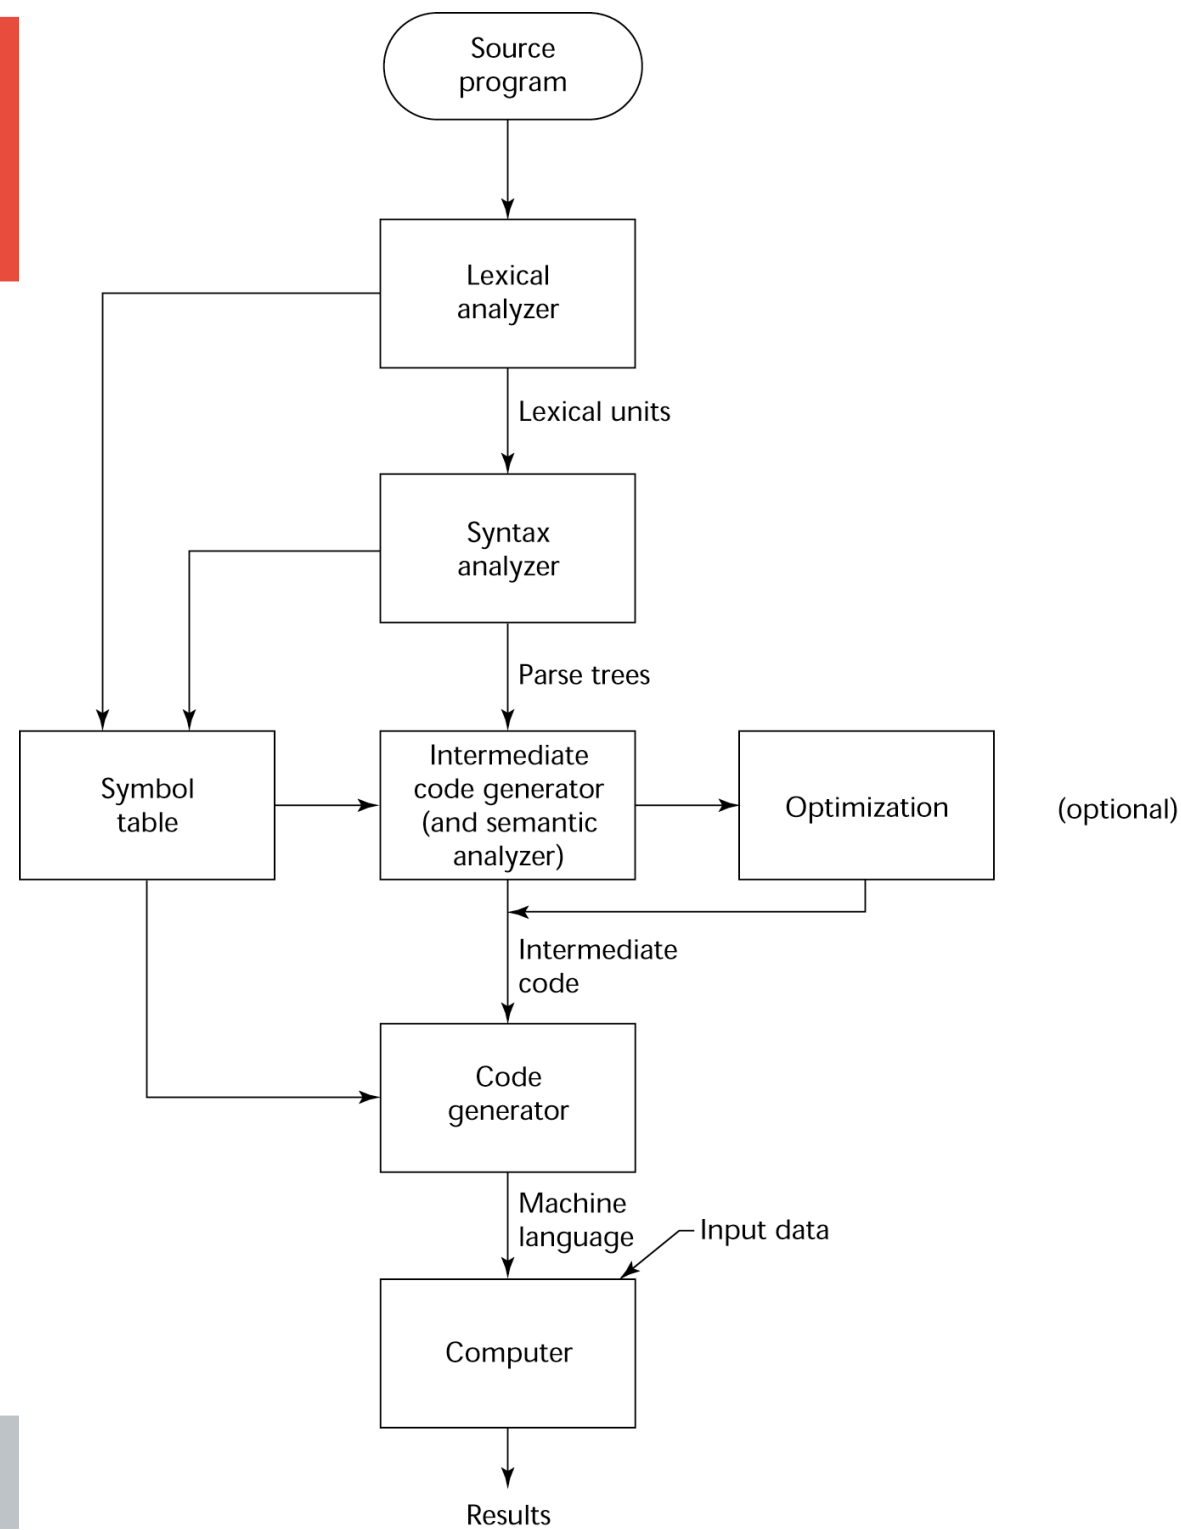 Source
program
Lexical
analyzer
Lexical units
Syntax
analyzer
Parse trees
Symbol
table
Intermediate
code generator
(and semantic
analyzer)
Optimization
(optional)
Intermediate
code
Code
generator
Machine
language
Input data
Computer
Results